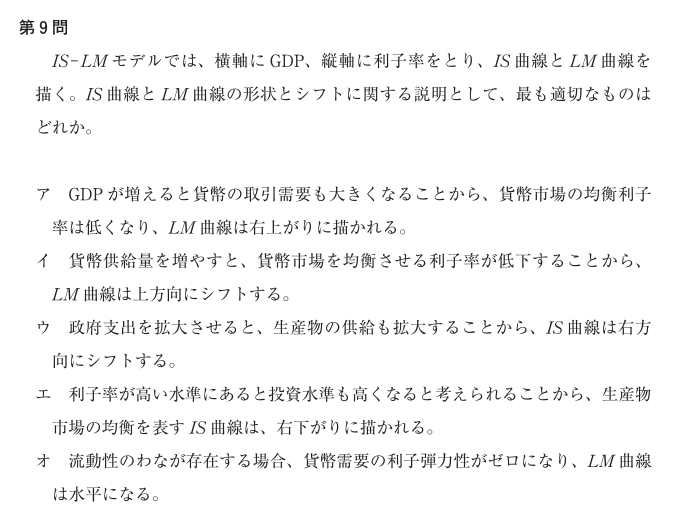 第9問
IS-LMモデルでは、横軸にGDP、縦軸に利子率をとり、IS曲線とLM曲線を
描く。IS曲線とLM曲線の形状とシフトに関する説明として、最も適切なものは
どれか。
ア　GDPが増えると貨幣の取引需要も大きくなることから、貨幣市場の均衡利子
率は低くなり、LM曲線は右上がりに描かれる。
イ　貨幣供給量を増やすと、貨幣市場を均衡させる利子率が低下することから、
LM曲線は上方向にシフトする。
ウ　政府支出を拡大させると、生産物の供給も拡大することから、IS曲線は右方
向にシフトする。
エ　利子率が高い水準にあると投資水準も高くなると考えられることから、生産物
市場の均衡を表すIS曲線は、右下がりに描かれる。
オ　流動性のわなが存在する場合、貨幣需要の利子弾力性がゼロになり、LM曲線
は水平になる。